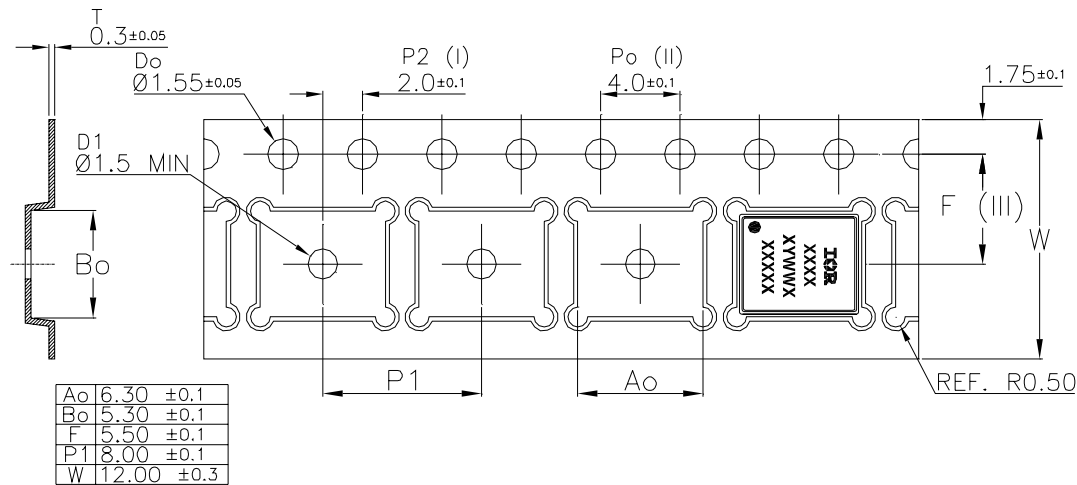 T
0.3±0.05
Do
Ø1.55±0.05
P2 (I)
2.0±0.1
Po (II)
4.0±0.1
1.75±0.1
D1
Ø1.5 MIN
F (III)
W
Bo
IOR
XXXX
XYWWX
XXXXX
P1
Ao
REF. R0.50
Ao 6.30 ±0.1
Bo 5.30 ±0.1
F 5.50 ±0.1
P1 8.00 ±0.1
W 12.00 ±0.3